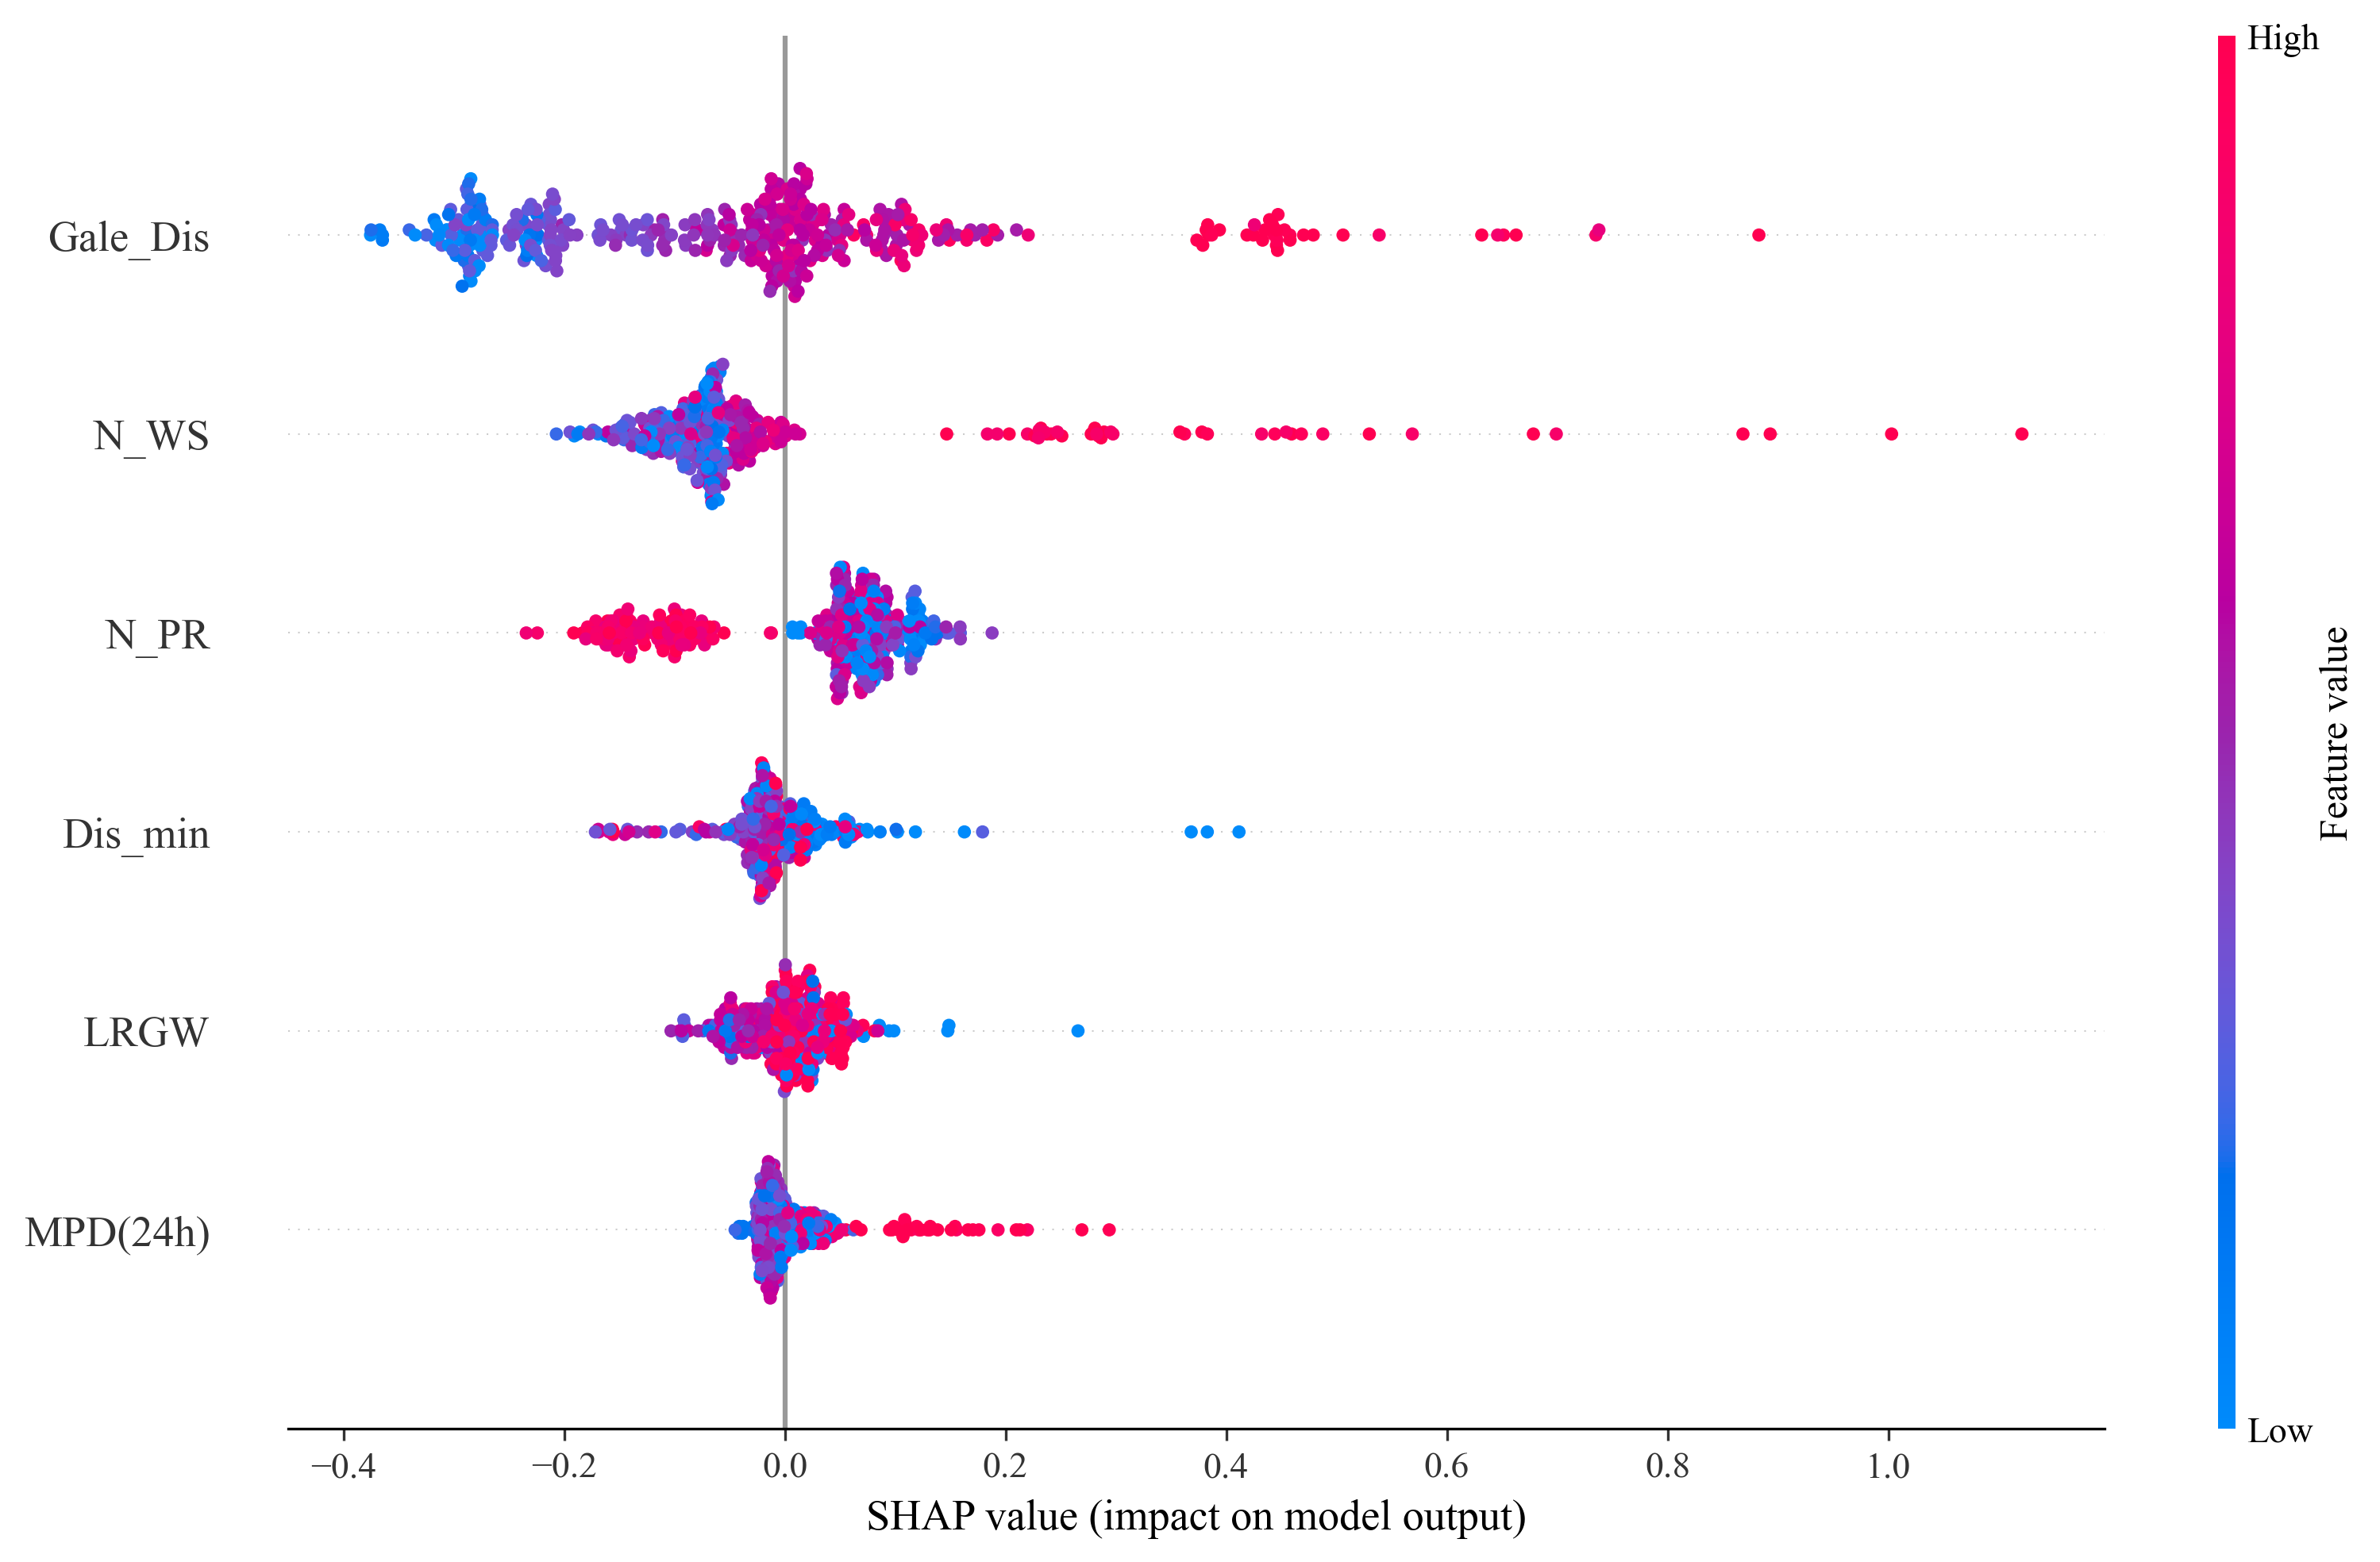 High
Gale_Dis
N_WS
N_PR
Dis_min
LRGW
MPD(24h)
Feature value
Low
−0.4 −0.2 0.0 0.2 0.4 0.6 0.8 1.0
SHAP value (impact on model output)